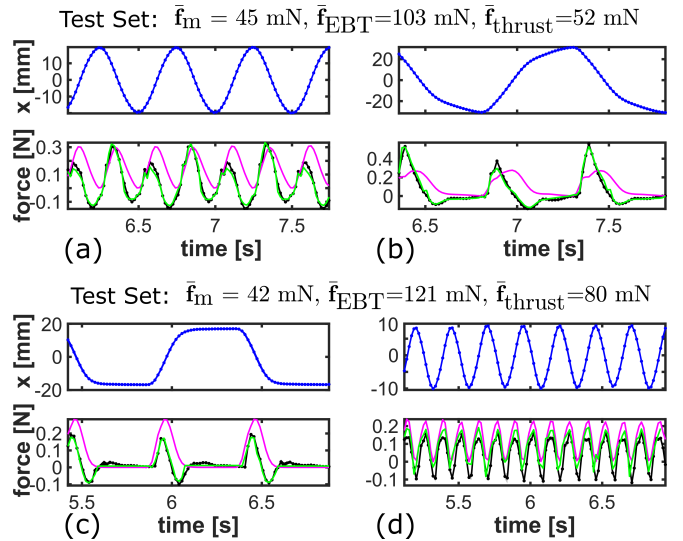 Test Set: f̄m = 45 mN, f̄EBT=103 mN, f̄thrust=52 mN
x [mm]
10
0
-10
20
0
-20
force [N]
0.3
0.1
-0.1
0.4
0.2
0
6.5 7 7.5
6.5 7 7.5
(a) time [s]
(b) time [s]
Test Set: f̄m = 42 mN, f̄EBT=121 mN, f̄thrust=80 mN
x [mm]
20
0
-20
10
0
-10
force [N]
0.2
0.1
0
-0.1
0.2
0.1
0
-0.1
5.5 6 6.5
5.5 6 6.5
(c) time [s]
(d) time [s]